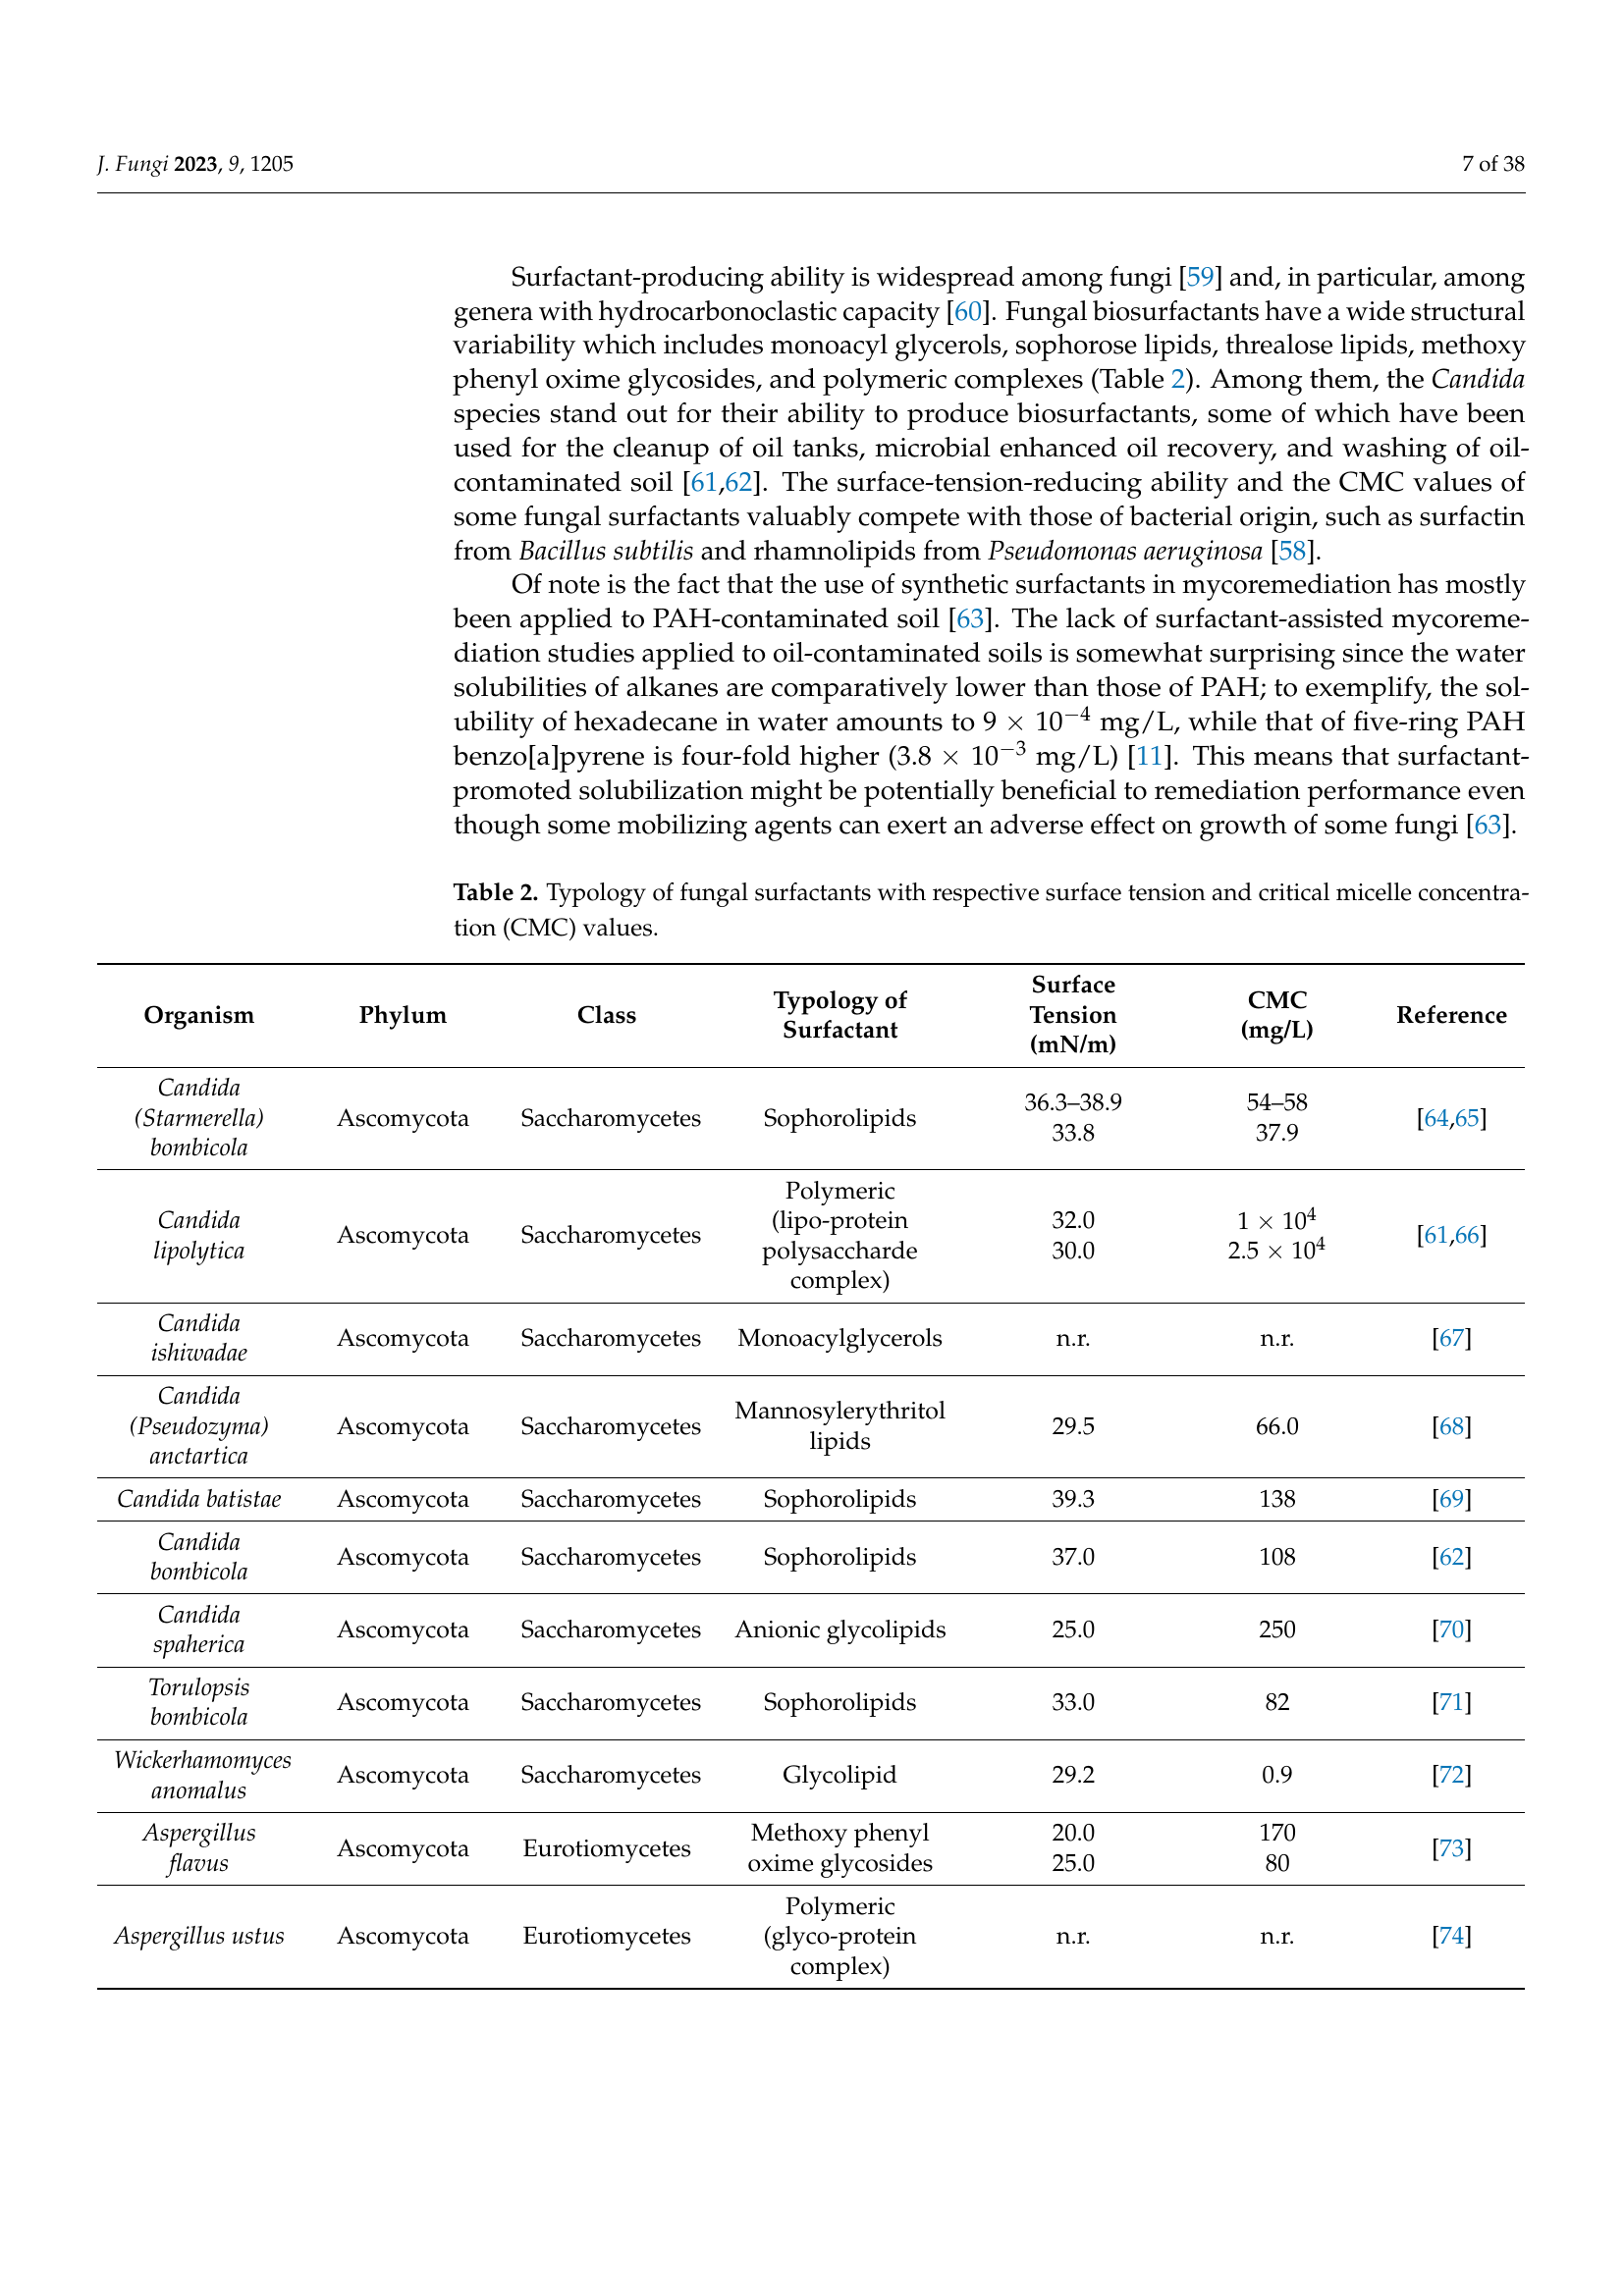 J. Fungi 2023, 9, 1205
7 of 38
Surfactant-producing ability is widespread among fungi [59] and, in particular, among
genera with hydrocarbonoclastic capacity [60]. Fungal biosurfactants have a wide structural
variability which includes monoacyl glycerols, sophorose lipids, threalose lipids, methoxy
phenyl oxime glycosides, and polymeric complexes (Table 2). Among them, the Candida
species stand out for their ability to produce biosurfactants, some of which have been
used for the cleanup of oil tanks, microbial enhanced oil recovery, and washing of oil-
contaminated soil [61,62]. The surface-tension-reducing ability and the CMC values of
some fungal surfactants valuably compete with those of bacterial origin, such as surfactin
from Bacillus subtilis and rhamnolipids from Pseudomonas aeruginosa [58].
Of note is the fact that the use of synthetic surfactants in mycoremediation has mostly
been applied to PAH-contaminated soil [63]. The lack of surfactant-assisted mycoreme-
diation studies applied to oil-contaminated soils is somewhat surprising since the water
solubilities of alkanes are comparatively lower than those of PAH; to exemplify, the sol-
ubility of hexadecane in water amounts to 9 × 10⁻⁴ mg/L, while that of five-ring PAH
benzo[a]pyrene is four-fold higher (3.8 × 10⁻³ mg/L) [11]. This means that surfactant-
promoted solubilization might be potentially beneficial to remediation performance even
though some mobilizing agents can exert an adverse effect on growth of some fungi [63].
Table 2. Typology of fungal surfactants with respective surface tension and critical micelle concentra-
tion (CMC) values.
Organism Phylum Class Typology of Surfactant Surface Tension (mN/m) CMC (mg/L) Reference
Candida (Starmerella) bombicola Ascomycota Saccharomycetes Sophorolipids 36.3–38.9 33.8 54–58 37.9 [64,65]
Candida lipolytica Ascomycota Saccharomycetes Polymeric (lipo-protein polysaccharde complex) 32.0 30.0 1 × 10⁴ 2.5 × 10⁴ [61,66]
Candida ishiwadae Ascomycota Saccharomycetes Monoacylglycerols n.r. n.r. [67]
Candida (Pseudozyma) anctartica Ascomycota Saccharomycetes Mannosylerythritol lipids 29.5 66.0 [68]
Candida batistae Ascomycota Saccharomycetes Sophorolipids 39.3 138 [69]
Candida bombicola Ascomycota Saccharomycetes Sophorolipids 37.0 108 [62]
Candida spaherica Ascomycota Saccharomycetes Anionic glycolipids 25.0 250 [70]
Torulopsis bombicola Ascomycota Saccharomycetes Sophorolipids 33.0 82 [71]
Wickerhamomyces anomalus Ascomycota Saccharomycetes Glycolipid 29.2 0.9 [72]
Aspergillus flavus Ascomycota Eurotiomycetes Methoxy phenyl oxime glycosides 20.0 25.0 170 80 [73]
Aspergillus ustus Ascomycota Eurotiomycetes Polymeric (glyco-protein complex) n.r. n.r. [74]